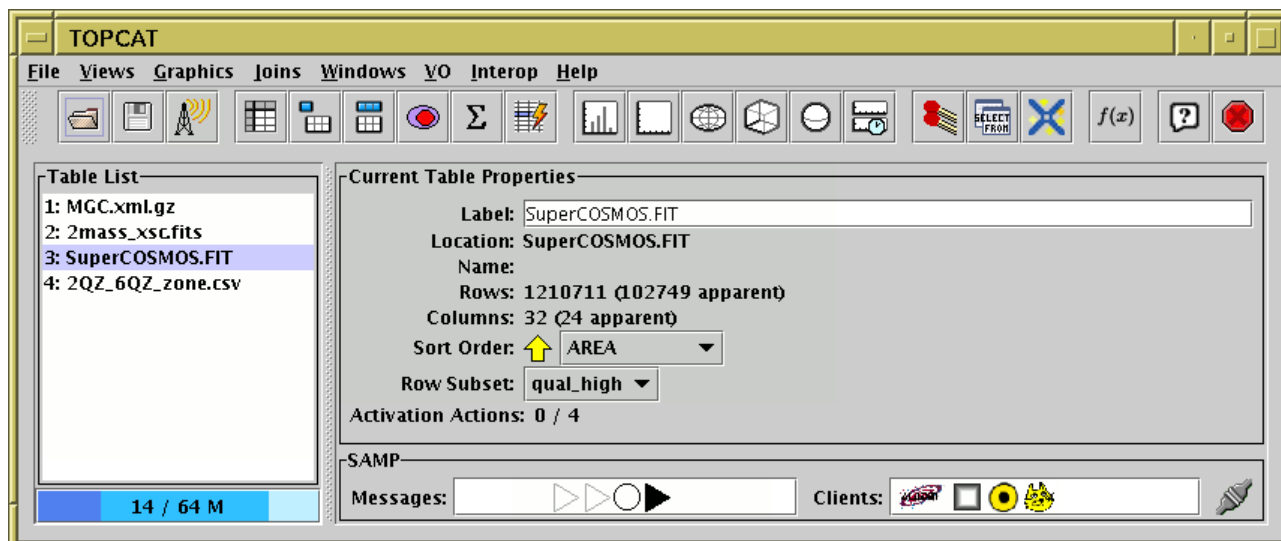 TOPCAT
File Views Graphics Joins Windows VO Interop Help
Σ SELECT FROM f(x) ?
Table List
1: MGC.xml.gz
2: 2mass_xsc.fits
3: SuperCOSMOS.FIT
4: 2QZ_6QZ_zone.csv
14 / 64 M
Current Table Properties
Label: SuperCOSMOS.FIT
Location: SuperCOSMOS.FIT
Name:
Rows: 1210711 (102749 apparent)
Columns: 32 (24 apparent)
Sort Order: AREA
Row Subset: qual_high
Activation Actions: 0 / 4
SAMP
Messages: Clients: